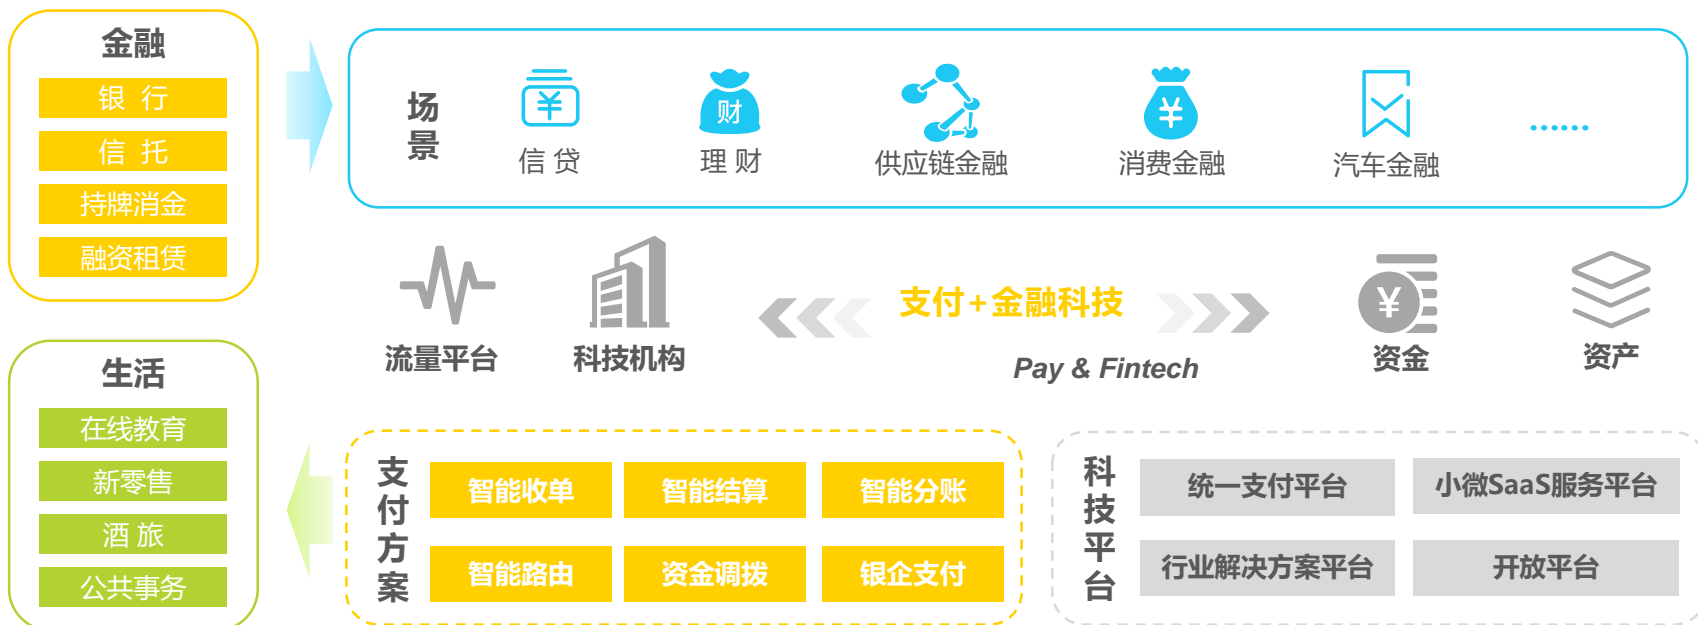 金融
银 行
信 托
持牌消金
融资租赁
生活
在线教育
新零售
酒 旅
公共事务
场景
¥
信 贷
财
理 财
供应链金融
¥
消费金融
汽车金融
......
流量平台
科技机构
支付+金融科技
Pay & Fintech
¥
资金
资产
支付方案
智能收单
智能结算
智能分账
智能路由
资金调拨
银企支付
科技平台
统一支付平台
小微SaaS服务平台
行业解决方案平台
开放平台